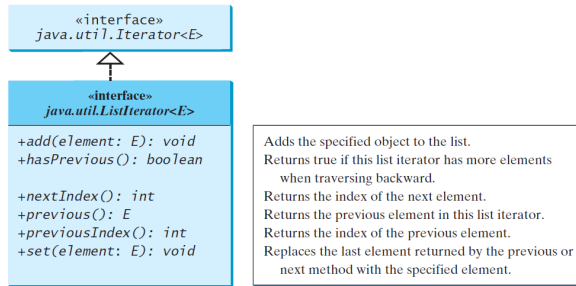 «interface»
java.util.Iterator<E>
«interface»
java.util.ListIterator<E>
+add(element: E): void
+hasPrevious(): boolean
+nextIndex(): int
+previous(): E
+previousIndex(): int
+set(element: E): void
Adds the specified object to the list.
Returns true if this list iterator has more elements
when traversing backward.
Returns the index of the next element.
Returns the previous element in this list iterator.
Returns the index of the previous element.
Replaces the last element returned by the previous or
next method with the specified element.